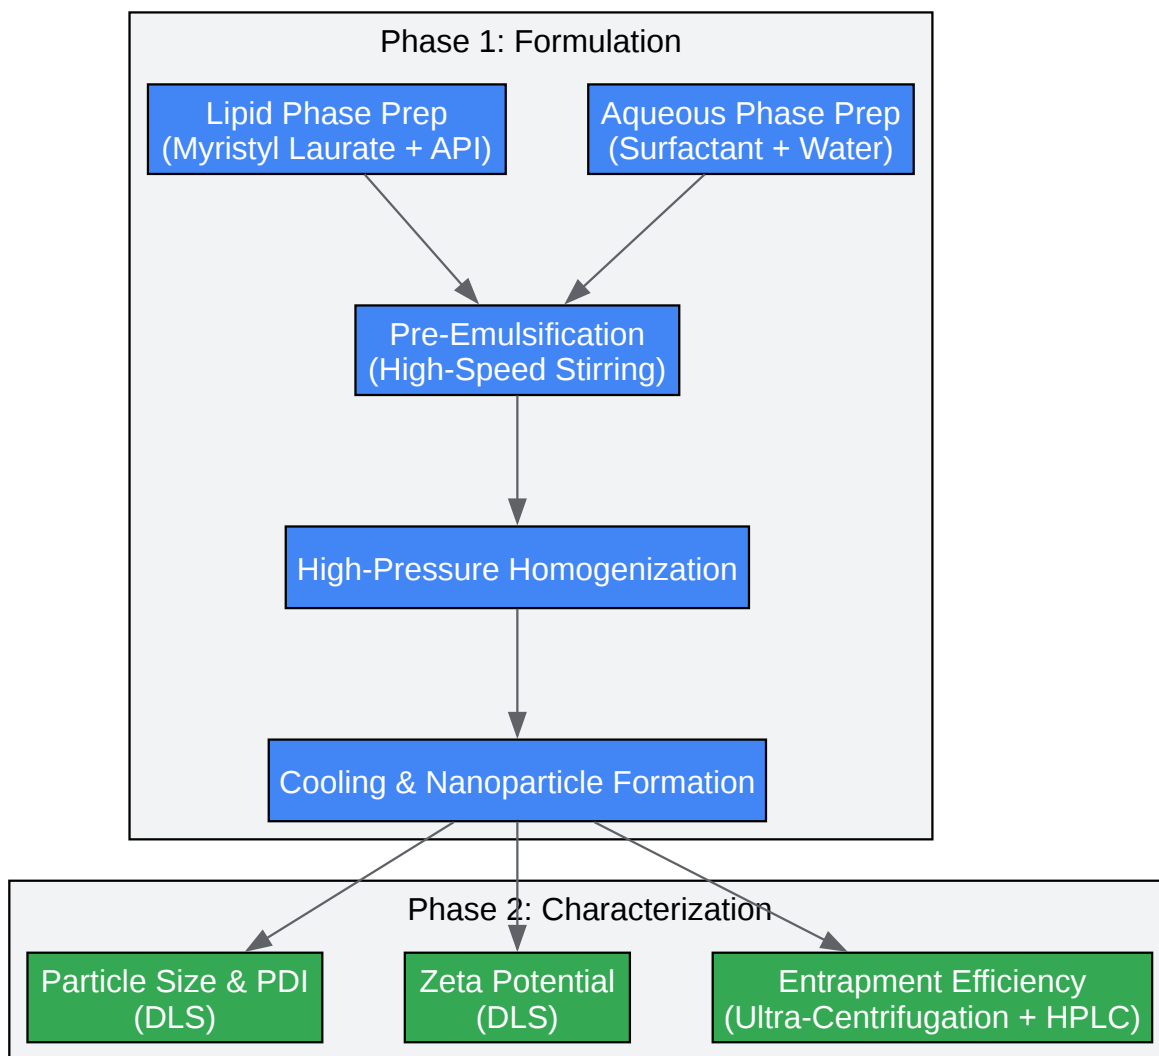 Phase 1: Formulation
Lipid Phase Prep
(Myristyl Laurate + API)
Aqueous Phase Prep
(Surfactant + Water)
Pre-Emulsification
(High-Speed Stirring)
High-Pressure Homogenization
Cooling & Nanoparticle Formation
Phase 2: Characterization
Particle Size & PDI
(DLS)
Zeta Potential
(DLS)
Entrapment Efficiency
(Ultra-Centrifugation + HPLC)